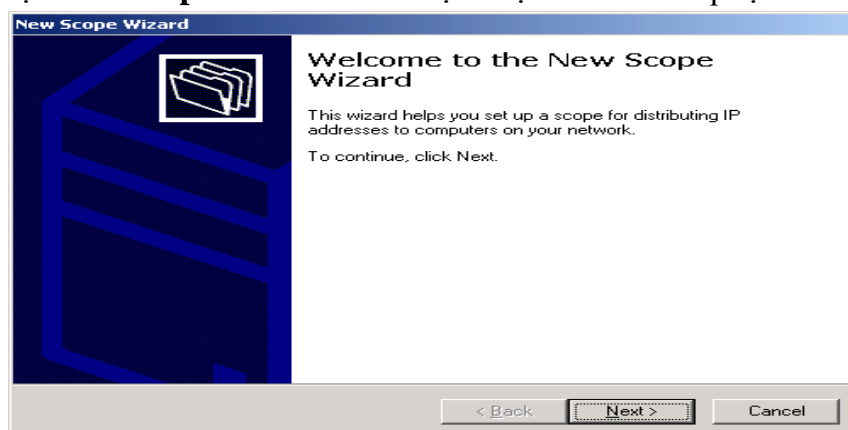 New Scope Wizard
Welcome to the New Scope
Wizard
This wizard helps you set up a scope for distributing IP
addresses to computers on your network.
To continue, click Next.
< Back
Next >
Cancel